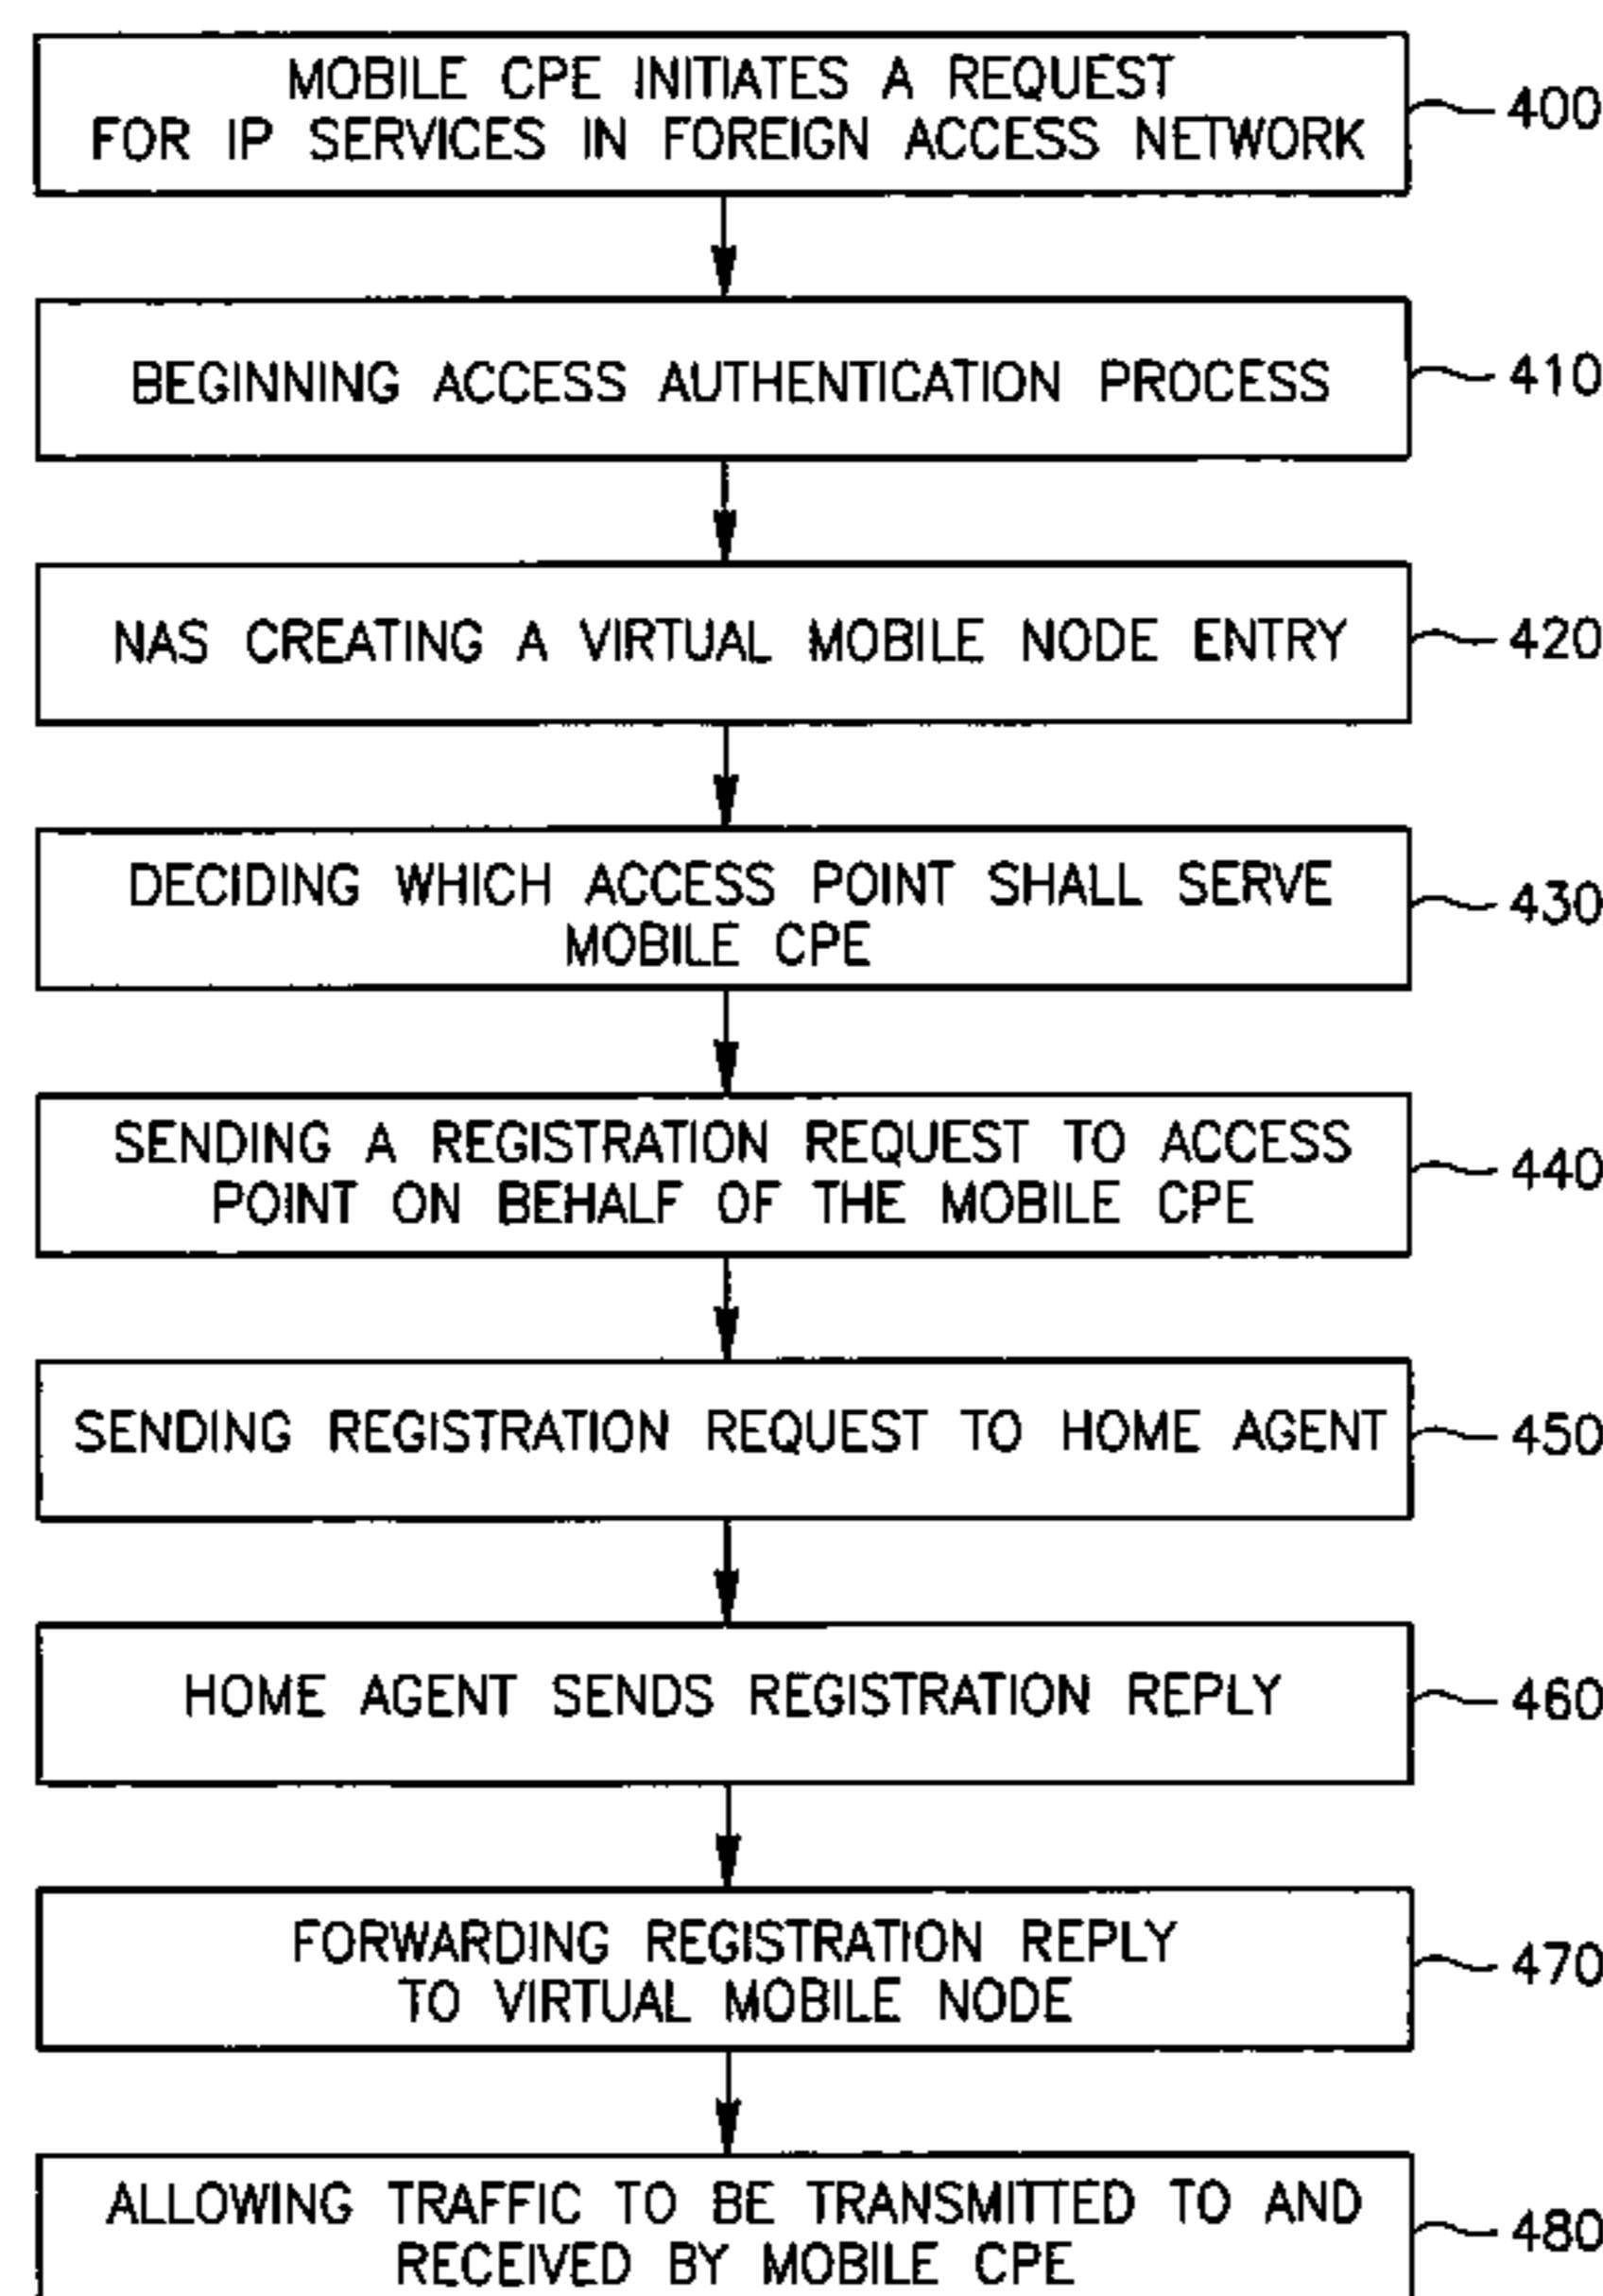 MOBILE CPE INITIATES A REQUEST
FOR IP SERVICES IN FOREIGN ACCESS NETWORK
400
BEGINNING ACCESS AUTHENTICATION PROCESS
410
NAS CREATING A VIRTUAL MOBILE NODE ENTRY
420
DECIDING WHICH ACCESS POINT SHALL SERVE
MOBILE CPE
430
SENDING A REGISTRATION REQUEST TO ACCESS
POINT ON BEHALF OF THE MOBILE CPE
440
SENDING REGISTRATION REQUEST TO HOME AGENT
450
HOME AGENT SENDS REGISTRATION REPLY
460
FORWARDING REGISTRATION REPLY
TO VIRTUAL MOBILE NODE
470
ALLOWING TRAFFIC TO BE TRANSMITTED TO AND
RECEIVED BY MOBILE CPE
480